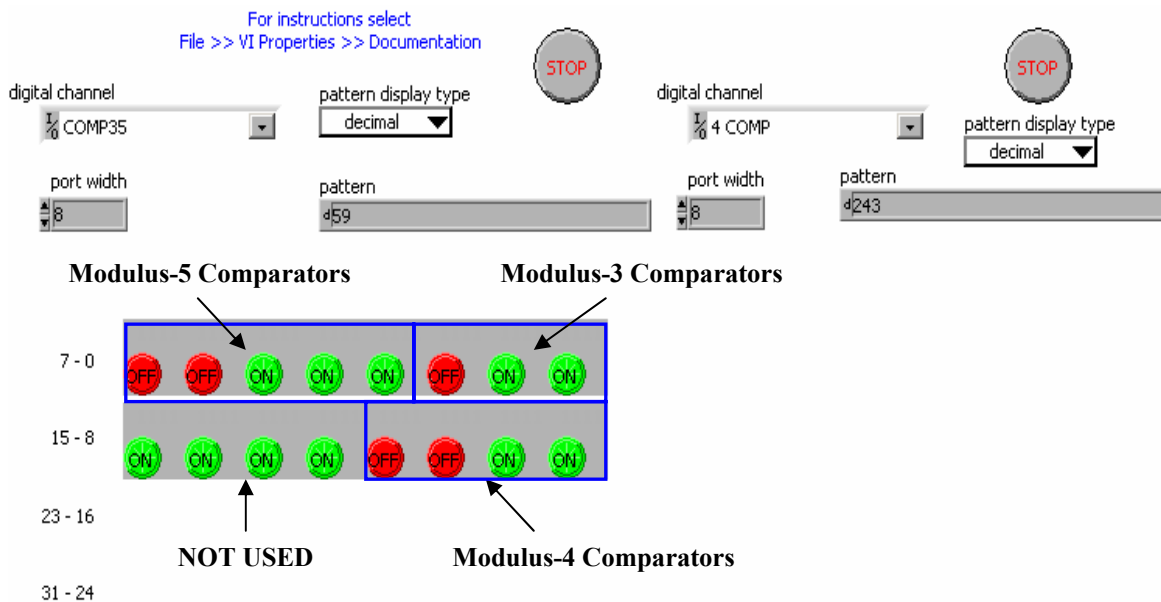 For instructions select
File >> VI Properties >> Documentation
STOP
STOP
digital channel
I/0 COMP35
pattern display type
decimal
digital channel
I/0 4 COMP
pattern display type
decimal
port width
8
pattern
d59
port width
8
pattern
d243
Modulus-5 Comparators
Modulus-3 Comparators
7 - 0
OFF OFF ON ON ON OFF ON ON
15 - 8
ON ON ON ON OFF OFF ON ON
23 - 16
NOT USED
Modulus-4 Comparators
31 - 24